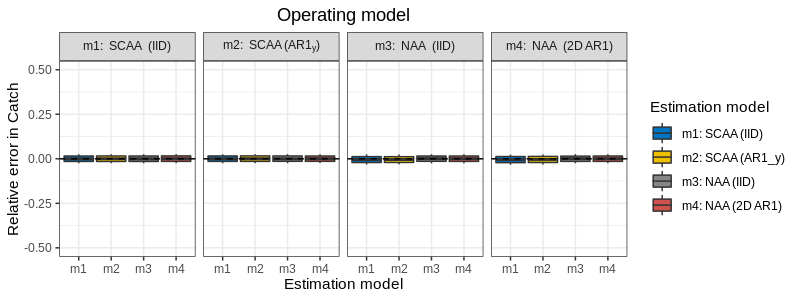 Operating model
m1: SCAA (IID)
m2: SCAA (AR1y)
m3: NAA (IID)
m4: NAA (2D AR1)
Relative error in Catch
0.50
0.25
0.00
-0.25
-0.50
m1 m2 m3 m4
m1 m2 m3 m4
m1 m2 m3 m4
m1 m2 m3 m4
Estimation model
Estimation model
m1: SCAA (IID)
m2: SCAA (AR1_y)
m3: NAA (IID)
m4: NAA (2D AR1)